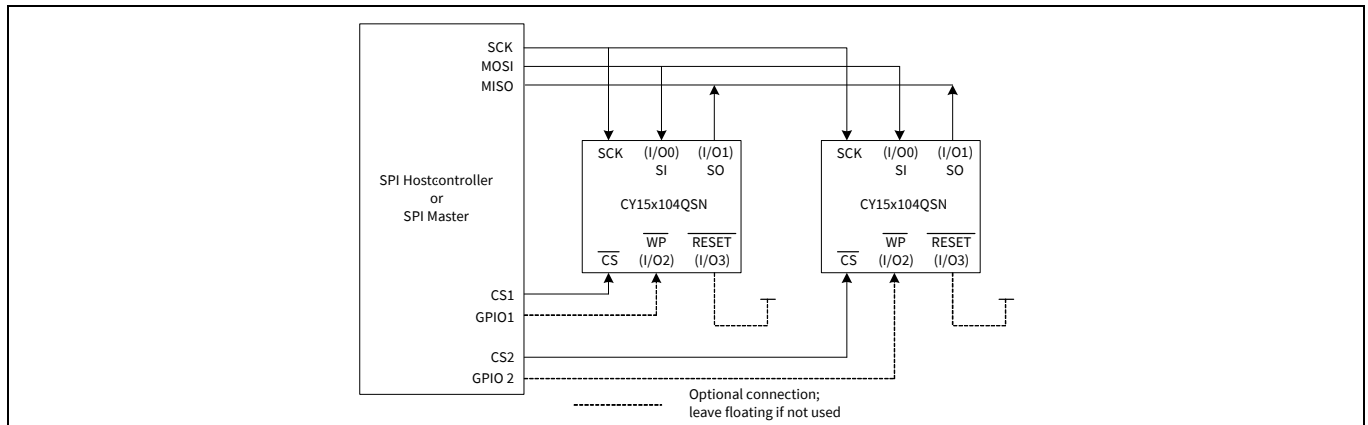 SCK
MOSI
MISO
SPI Hostcontroller
or
SPI Master
CS1
GPIO1
CS2
GPIO 2
SCK (I/O0) (I/O1)
SI SO
CY15x104QSN
WP RESET
CS (I/O2) (I/O3)
SCK (I/O0) (I/O1)
SI SO
CY15x104QSN
WP RESET
CS (I/O2) (I/O3)
Optional connection;
leave floating if not used